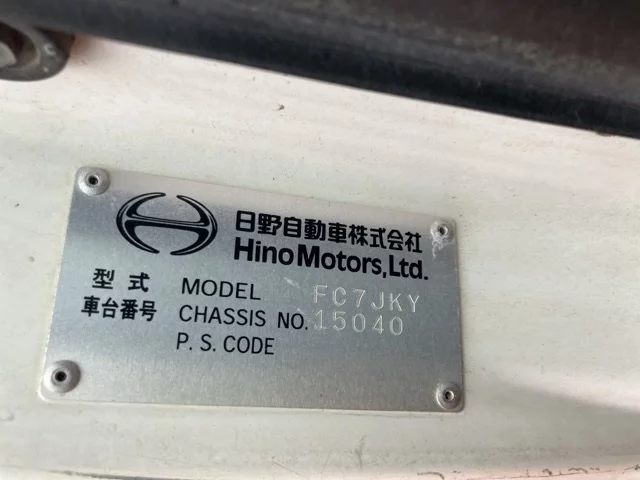 日野自動車株式会社
Hino Motors, Ltd.
型式 MODEL FC7JKY
車台番号 CHASSIS NO. 15040
P. S. CODE